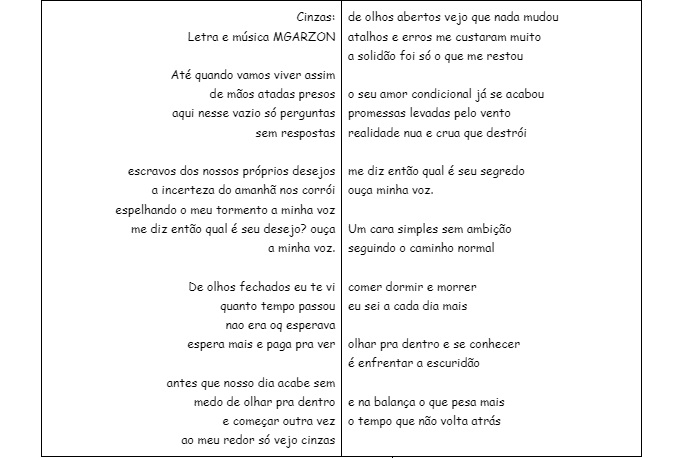 Cinzas:
Letra e música MGARZON
Até quando vamos viver assim
de mãos atadas presos
aqui nesse vazio só perguntas
sem respostas
escravos dos nossos próprios desejos
a incerteza do amanhã nos corrói
espelhando o meu tormento a minha voz
me diz então qual é seu desejo? ouça
a minha voz.
De olhos fechados eu te vi
quanto tempo passou
nao era oq esperava
espera mais e paga pra ver
antes que nosso dia acabe sem
medo de olhar pra dentro
e começar outra vez
ao meu redor só vejo cinzas
de olhos abertos vejo que nada mudou
atalhos e erros me custaram muito
a solidão foi só o que me restou
o seu amor condicional já se acabou
promessas levadas pelo vento
realidade nua e crua que destrói
me diz então qual é seu segredo
ouça minha voz.
Um cara simples sem ambição
seguindo o caminho normal
comer dormir e morrer
eu sei a cada dia mais
olhar pra dentro e se conhecer
é enfrentar a escuridão
e na balança o que pesa mais
o tempo que não volta atrás